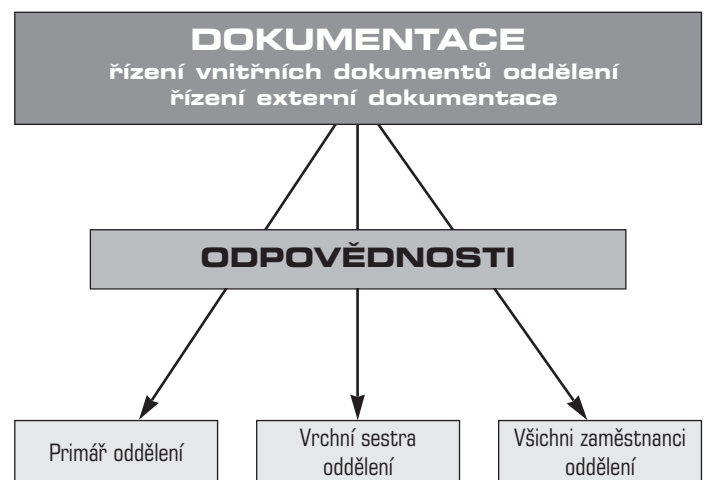 DOKUMENTACE
řízení vnitřních dokumentů oddělení
řízení externí dokumentace
ODPOVĚDNOSTI
Primář oddělení
Vrchní sestra
oddělení
Všichni zaměstnanci
oddělení